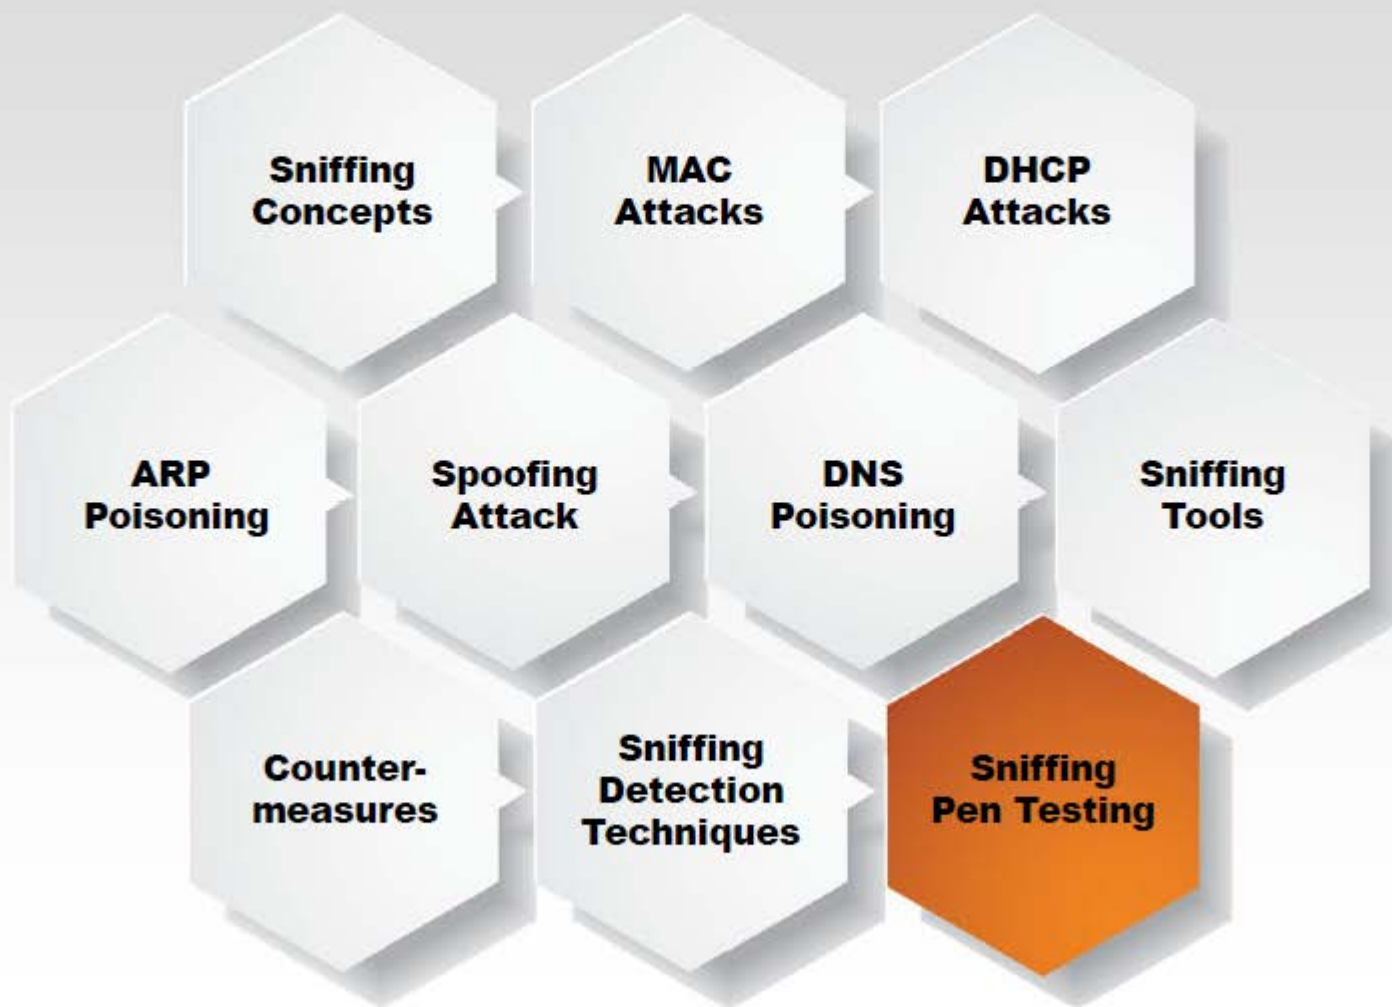 Sniffing
Concepts
MAC
Attacks
DHCP
Attacks
ARP
Poisoning
Spoofing
Attack
DNS
Poisoning
Sniffing
Tools
Counter-
measures
Sniffing
Detection
Techniques
Sniffing
Pen Testing